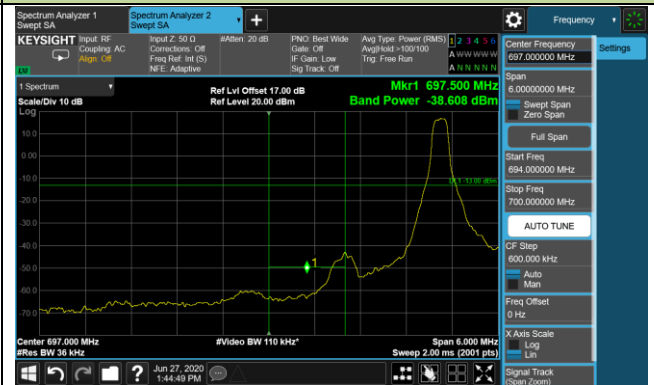 Spectrum Analyzer 1
Swept SA
Spectrum Analyzer 2
Swept SA
Frequency
KEYSIGHT
Input: RF
Coupling: AC
Align: Off
Input Z: 50 Ω
Corrections: Off
Freq Ref: Int (S)
NFE: Adaptive
#Atten: 20 dB
PNO: Best Wide
Gate: Off
IF Gain: Low
Sig Track: Off
Avg Type: Power (RMS)
Avg|Hold:>100/100
Trig: Free Run
1 2 3 4 5 6
A W W W W W
A N N N N N
LXI
1 Spectrum
Scale/Div 10 dB
Log
Ref Lvl Offset 17.00 dB
Ref Level 20.00 dBm
Mkr1 697.500 MHz
Band Power -38.608 dBm
10.0
0.00
-10.0
-20.0
-30.0
-40.0
-50.0
-60.0
-70.0
DL1 -13.00 dBm
1
Center 697.000 MHz
#Res BW 36 kHz
#Video BW 110 kHz*
Span 6.000 MHz
Sweep 2.00 ms (2001 pts)
Jun 27, 2020
1:44:49 PM
Center Frequency
697.000000 MHz
Settings
Span
6.00000000 MHz
Swept Span
Zero Span
Full Span
Start Freq
694.000000 MHz
Stop Freq
700.000000 MHz
AUTO TUNE
CF Step
600.000 kHz
Auto
Man
Freq Offset
0 Hz
X Axis Scale
Log
Lin
Signal Track
(Span Zoom)